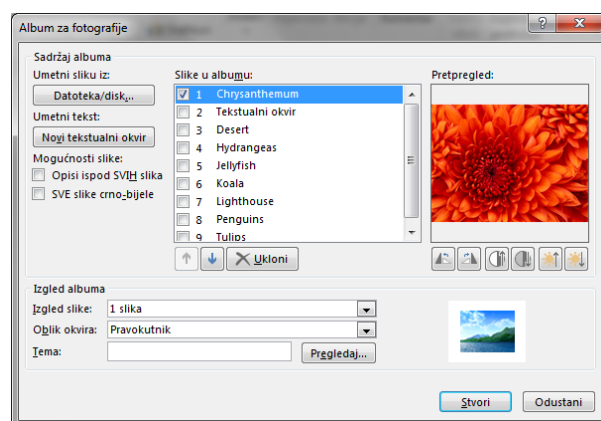 Album za fotografije
Sadržaj albuma
Umetni sliku iz:
Datoteka/disk...
Umetni tekst:
Novi tekstualni okvir
Mogućnosti slike:
Opisi ispod SVIH slika
SVE slike crno-bijele
Slike u albumu:
1 Chrysanthemum
2 Tekstualni okvir
3 Desert
4 Hydrangeas
5 Jellyfish
6 Koala
7 Lighthouse
8 Penguins
9 Tulips
Ukloni
Pretpregled:
Izgled albuma
Izgled slike: 1 slika
Oblik okvira: Pravokutnik
Tema:
Pregledaj...
Stvori
Odustani